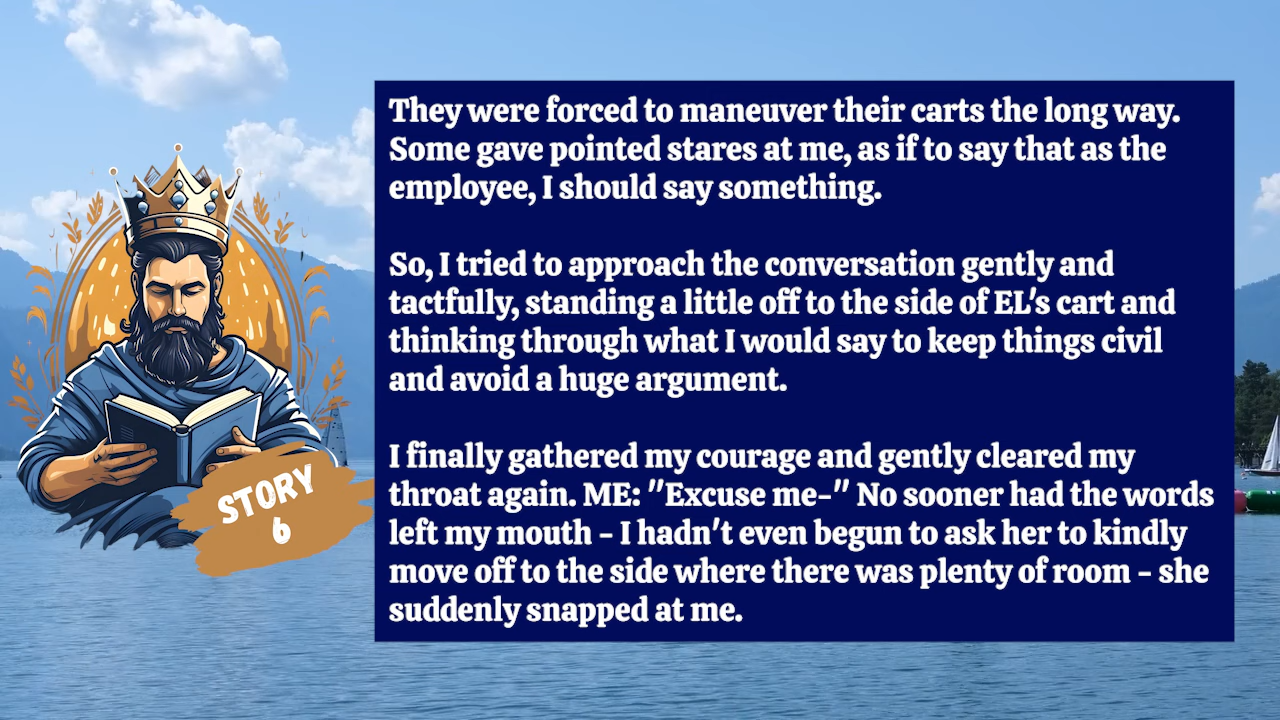 They were forced to maneuver their carts the long way.
Some gave pointed stares at me, as if to say that as the
employee, I should say something.
So, I tried to approach the conversation gently and
tactfully, standing a little off to the side of EL's cart and
thinking through what I would say to keep things civil
and avoid a huge argument.
I finally gathered my courage and gently cleared my
throat again. ME: "Excuse me-" No sooner had the words
left my mouth - I hadn't even begun to ask her to kindly
move off to the side where there was plenty of room - she
suddenly snapped at me.
STORY
6